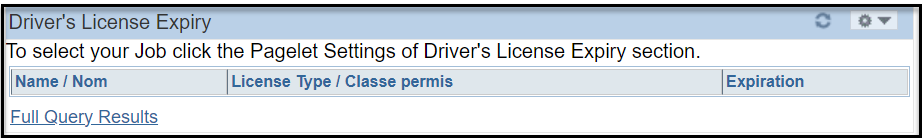 Driver's License Expiry
To select your Job click the Pagelet Settings of Driver's License Expiry section.
Name / Nom License Type / Classe permis Expiration
Full Query Results